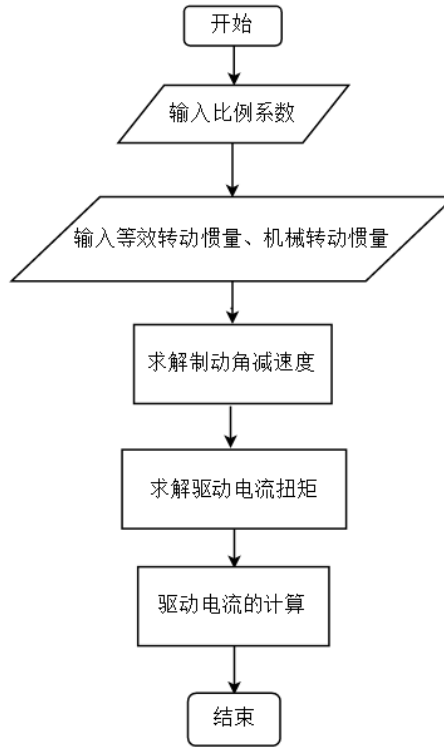 开始
输入比例系数
输入等效转动惯量、机械转动惯量
求解制动角减速度
求解驱动电流扭矩
驱动电流的计算
结束